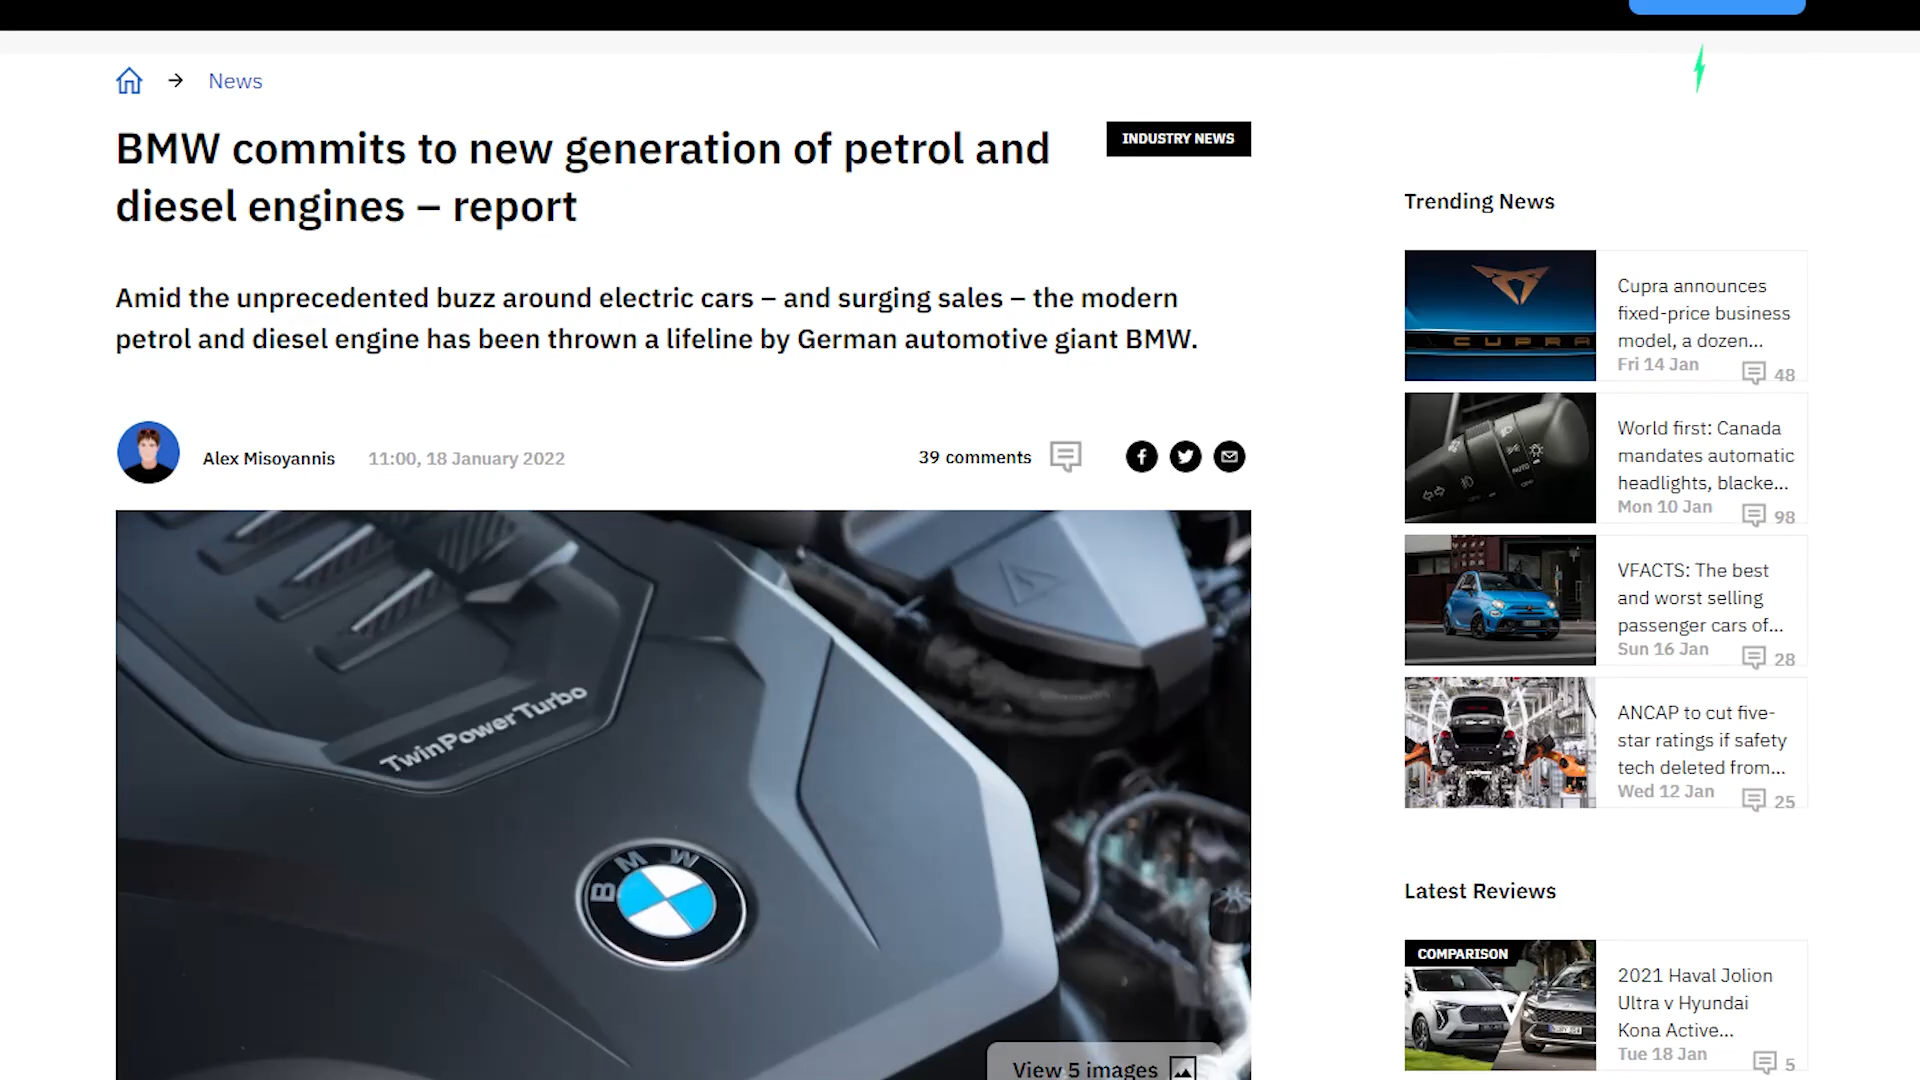 News
BMW commits to new generation of petrol and
diesel engines – report
INDUSTRY NEWS
Amid the unprecedented buzz around electric cars – and surging sales – the modern
petrol and diesel engine has been thrown a lifeline by German automotive giant BMW.
Alex Misoyannis
11:00, 18 January 2022
39 comments
TwinPower Turbo
BMW
View 5 images
Trending News
CUPRA
Cupra announces
fixed-price business
model, a dozen...
Fri 14 Jan
48
AUTO
OFF
World first: Canada
mandates automatic
headlights, blacke...
Mon 10 Jan
98
VFACTS: The best
and worst selling
passenger cars of...
Sun 16 Jan
28
ANCAP to cut five-
star ratings if safety
tech deleted from...
Wed 12 Jan
25
Latest Reviews
COMPARISON
2021 Haval Jolion
Ultra v Hyundai
Kona Active...
Tue 18 Jan
5